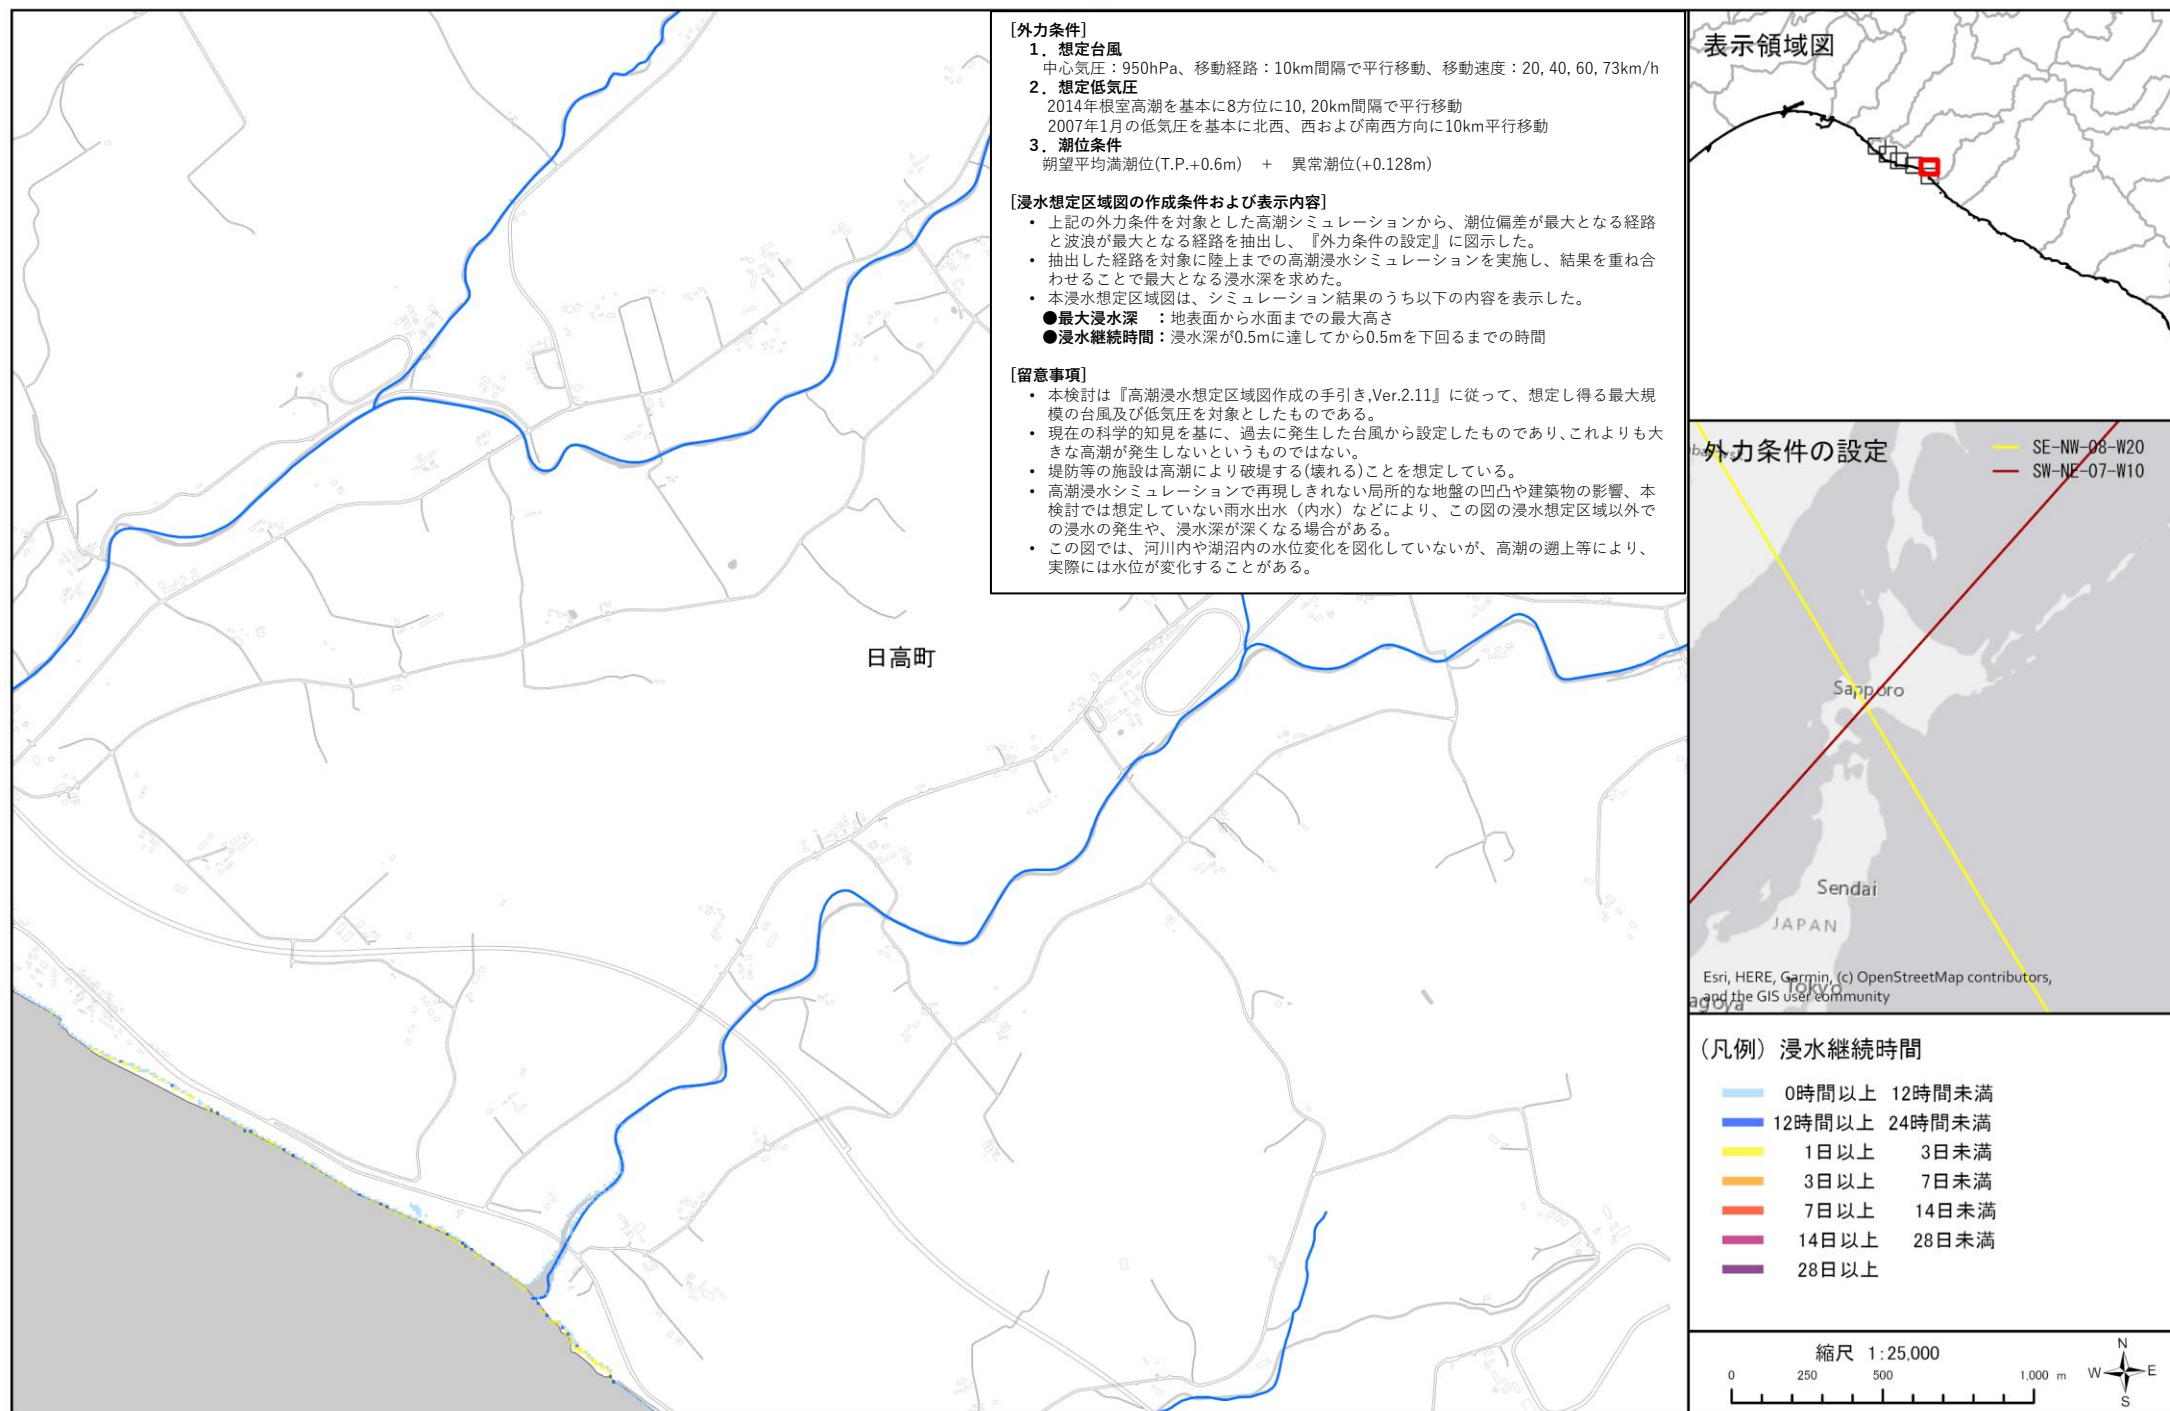 [外力条件]
1．想定台風
中心気圧：950hPa、移動経路：10km間隔で平行移動、移動速度：20, 40, 60, 73km/h
2．想定低気圧
2014年根室高潮を基本に8方位に10, 20km間隔で平行移動
2007年1月の低気圧を基本に北西、西および南西方向に10km平行移動
3．潮位条件
朔望平均満潮位(T.P.+0.6m)　+　異常潮位(+0.128m)
[浸水想定区域図の作成条件および表示内容]
• 上記の外力条件を対象とした高潮シミュレーションから、潮位偏差が最大となる経路
と波浪が最大となる経路を抽出し、『外力条件の設定』に図示した。
• 抽出した経路を対象に陸上までの高潮浸水シミュレーションを実施し、結果を重ね合
わせることで最大となる浸水深を求めた。
• 本浸水想定区域図は、シミュレーション結果のうち以下の内容を表示した。
●最大浸水深　：地表面から水面までの最大高さ
●浸水継続時間：浸水深が0.5mに達してから0.5mを下回るまでの時間
[留意事項]
• 本検討は『高潮浸水想定区域図作成の手引き,Ver.2.11』に従って、想定し得る最大規
模の台風及び低気圧を対象としたものである。
• 現在の科学的知見を基に、過去に発生した台風から設定したものであり、これよりも大
きな高潮が発生しないというものではない。
• 堤防等の施設は高潮により破堤する(壊れる)ことを想定している。
• 高潮浸水シミュレーションで再現しきれない局所的な地盤の凹凸や建築物の影響、本
検討では想定していない雨水出水（内水）などにより、この図の浸水想定区域以外で
の浸水の発生や、浸水深が深くなる場合がある。
• この図では、河川内や湖沼内の水位変化を図化していないが、高潮の遡上等により、
実際には水位が変化することがある。
日高町
表示領域図
外力条件の設定
SE-NW-08-W20
SW-NE-07-W10
Sapporo
Sendai
JAPAN
Tokyo
agoya
Esri, HERE, Garmin, (c) OpenStreetMap contributors,
and the GIS user community
（凡例）浸水継続時間
0時間以上 12時間未満
12時間以上 24時間未満
1日以上 3日未満
3日以上 7日未満
7日以上 14日未満
14日以上 28日未満
28日以上
縮尺 1:25,000
0 250 500 1,000 m
N
W E
S